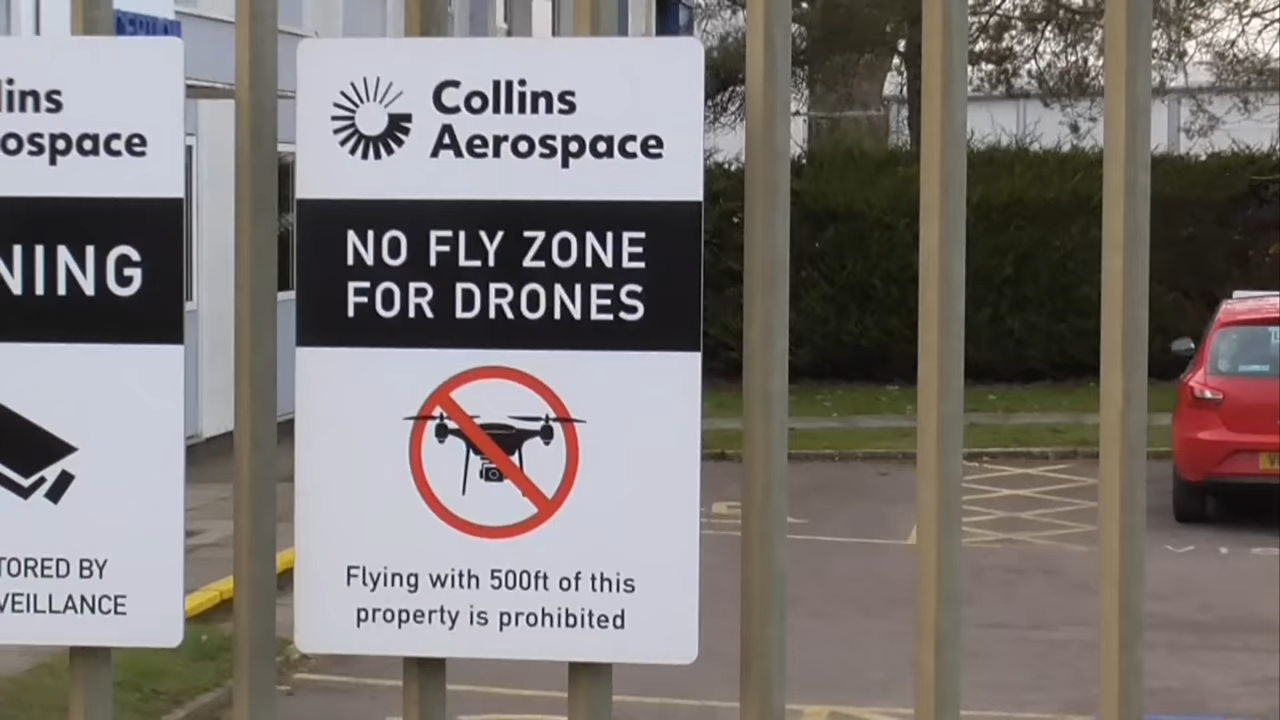 lins
ospace
NING
TORED BY
VEILLANCE
Collins
Aerospace
NO FLY ZONE
FOR DRONES
Flying with 500ft of this
property is prohibited